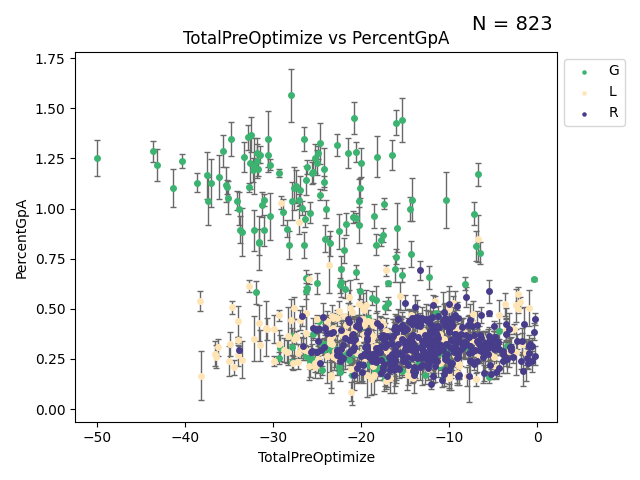 N = 823
TotalPreOptimize vs PercentGpA
1.75
1.50
1.25
1.00
0.75
0.50
0.25
0.00
PercentGpA
−50
−40
−30
−20
−10
0
TotalPreOptimize
G
L
R